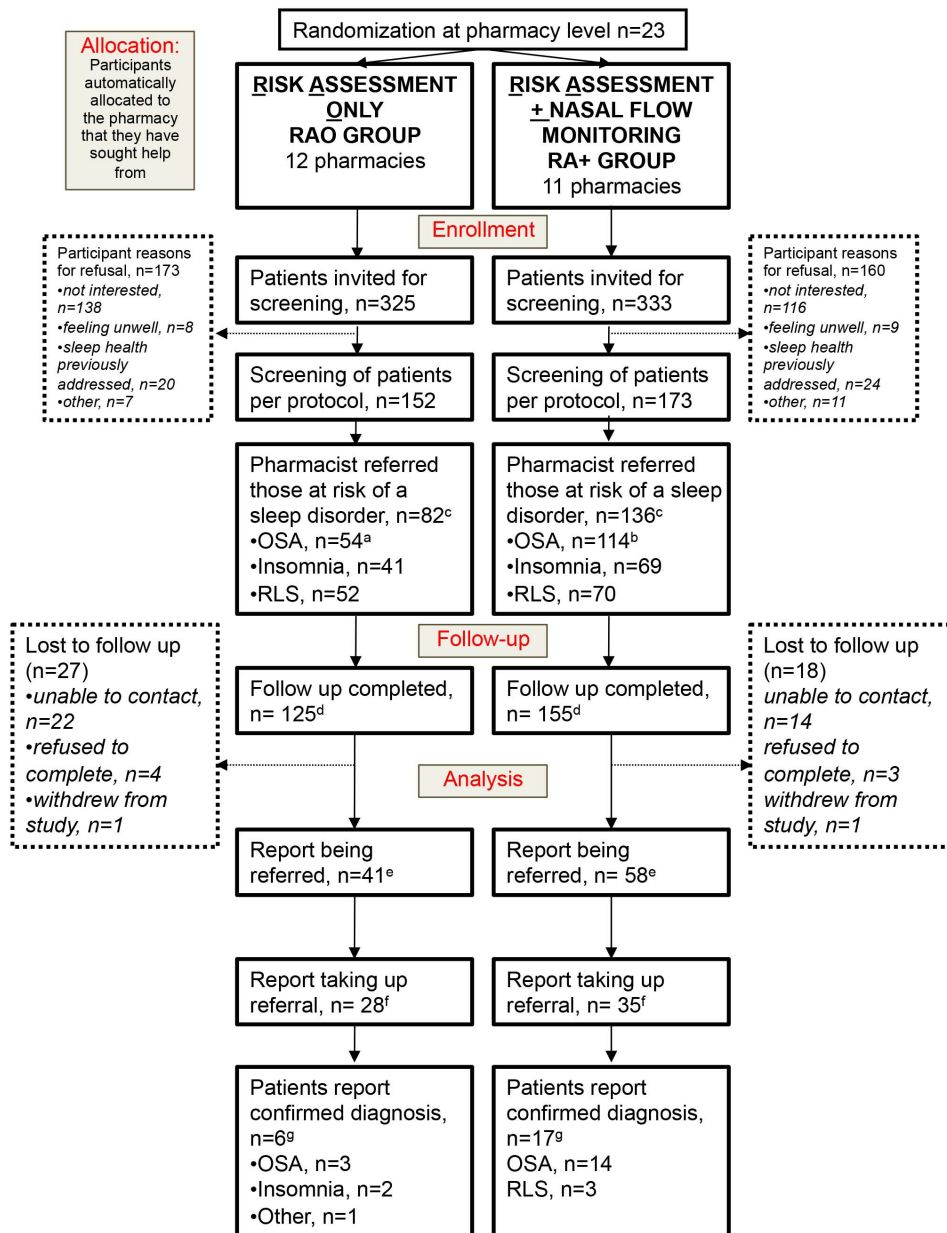 Randomization at pharmacy level n=23
Allocation:
Participants
automatically
allocated to
the pharmacy
that they have
sought help
from
RISK ASSESSMENT
ONLY
RAO GROUP
12 pharmacies
RISK ASSESSMENT
+ NASAL FLOW
MONITORING
RA+ GROUP
11 pharmacies
Enrollment
Participant reasons
for refusal, n=173
•not interested,
n=138
•feeling unwell, n=8
•sleep health
previously
addressed, n=20
•other, n=7
Patients invited for
screening, n=325
Patients invited for
screening, n=333
Participant reasons
for refusal, n=160
•not interested,
n=116
•feeling unwell, n=9
•sleep health
previously
addressed, n=24
•other, n=11
Screening of patients
per protocol, n=152
Screening of patients
per protocol, n=173
Pharmacist referred
those at risk of a
sleep disorder, n=82c
•OSA, n=54a
•Insomnia, n=41
•RLS, n=52
Pharmacist referred
those at risk of a sleep
disorder, n=136c
•OSA, n=114b
•Insomnia, n=69
•RLS, n=70
Follow-up
Lost to follow up
(n=27)
•unable to contact,
n=22
•refused to
complete, n=4
•withdrew from
study, n=1
Follow up completed,
n= 125d
Follow up completed,
n= 155d
Lost to follow up
(n=18)
unable to contact,
n=14
refused to
complete, n=3
withdrew from
study, n=1
Analysis
Report being
referred, n=41e
Report being
referred, n= 58e
Report taking up
referral, n= 28f
Report taking up
referral, n= 35f
Patients report
confirmed diagnosis,
n=6g
•OSA, n=3
•Insomnia, n=2
•Other, n=1
Patients report
confirmed diagnosis,
n=17g
OSA, n=14
RLS, n=3